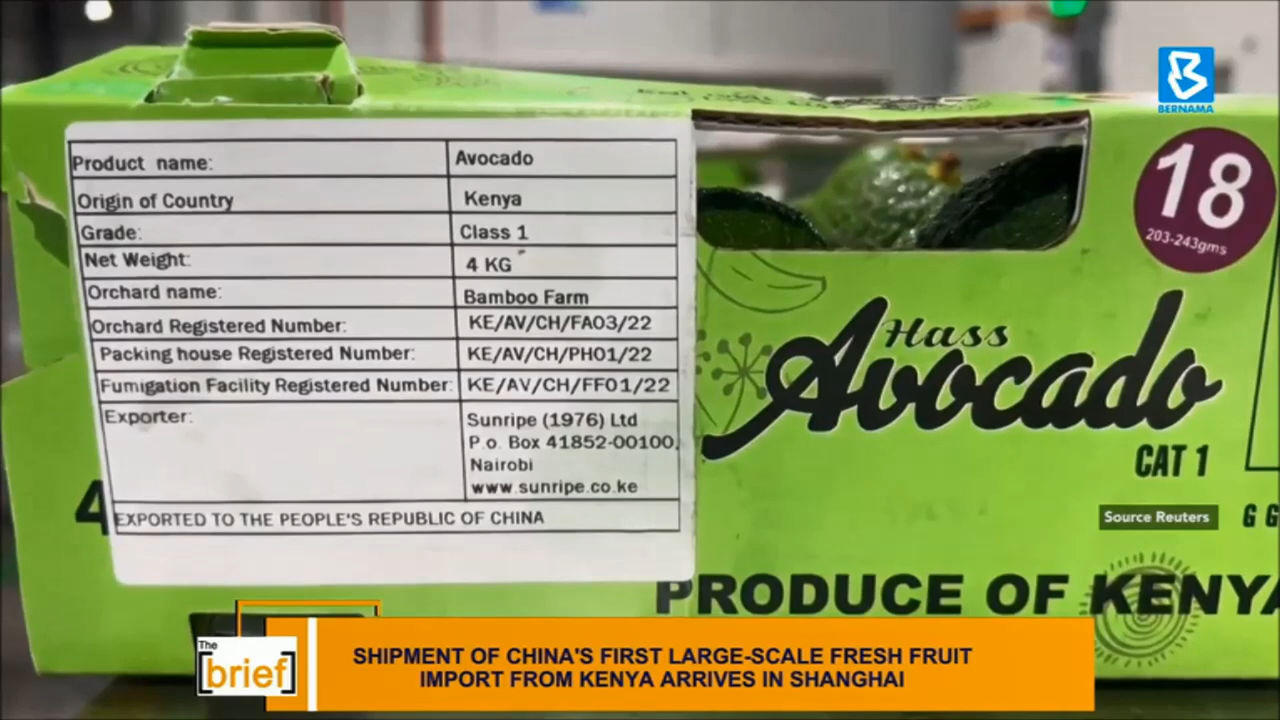 BERNAMA
Product name: Avocado
Origin of Country Kenya
Grade: Class 1
Net Weight: 4 KG
Orchard name: Bamboo Farm
Orchard Registered Number: KE/AV/CH/FA03/22
Packing house Registered Number: KE/AV/CH/PH01/22
Fumigation Facility Registered Number: KE/AV/CH/FF01/22
Exporter: Sunripe (1976) Ltd
P.o. Box 41852-00100,
Nairobi
www.sunripe.co.ke
EXPORTED TO THE PEOPLE'S REPUBLIC OF CHINA
4
18
203-243gms
Hass
Avocado
CAT 1
Source Reuters
PRODUCE OF KENYA
The
[brief]
SHIPMENT OF CHINA'S FIRST LARGE-SCALE FRESH FRUIT
IMPORT FROM KENYA ARRIVES IN SHANGHAI